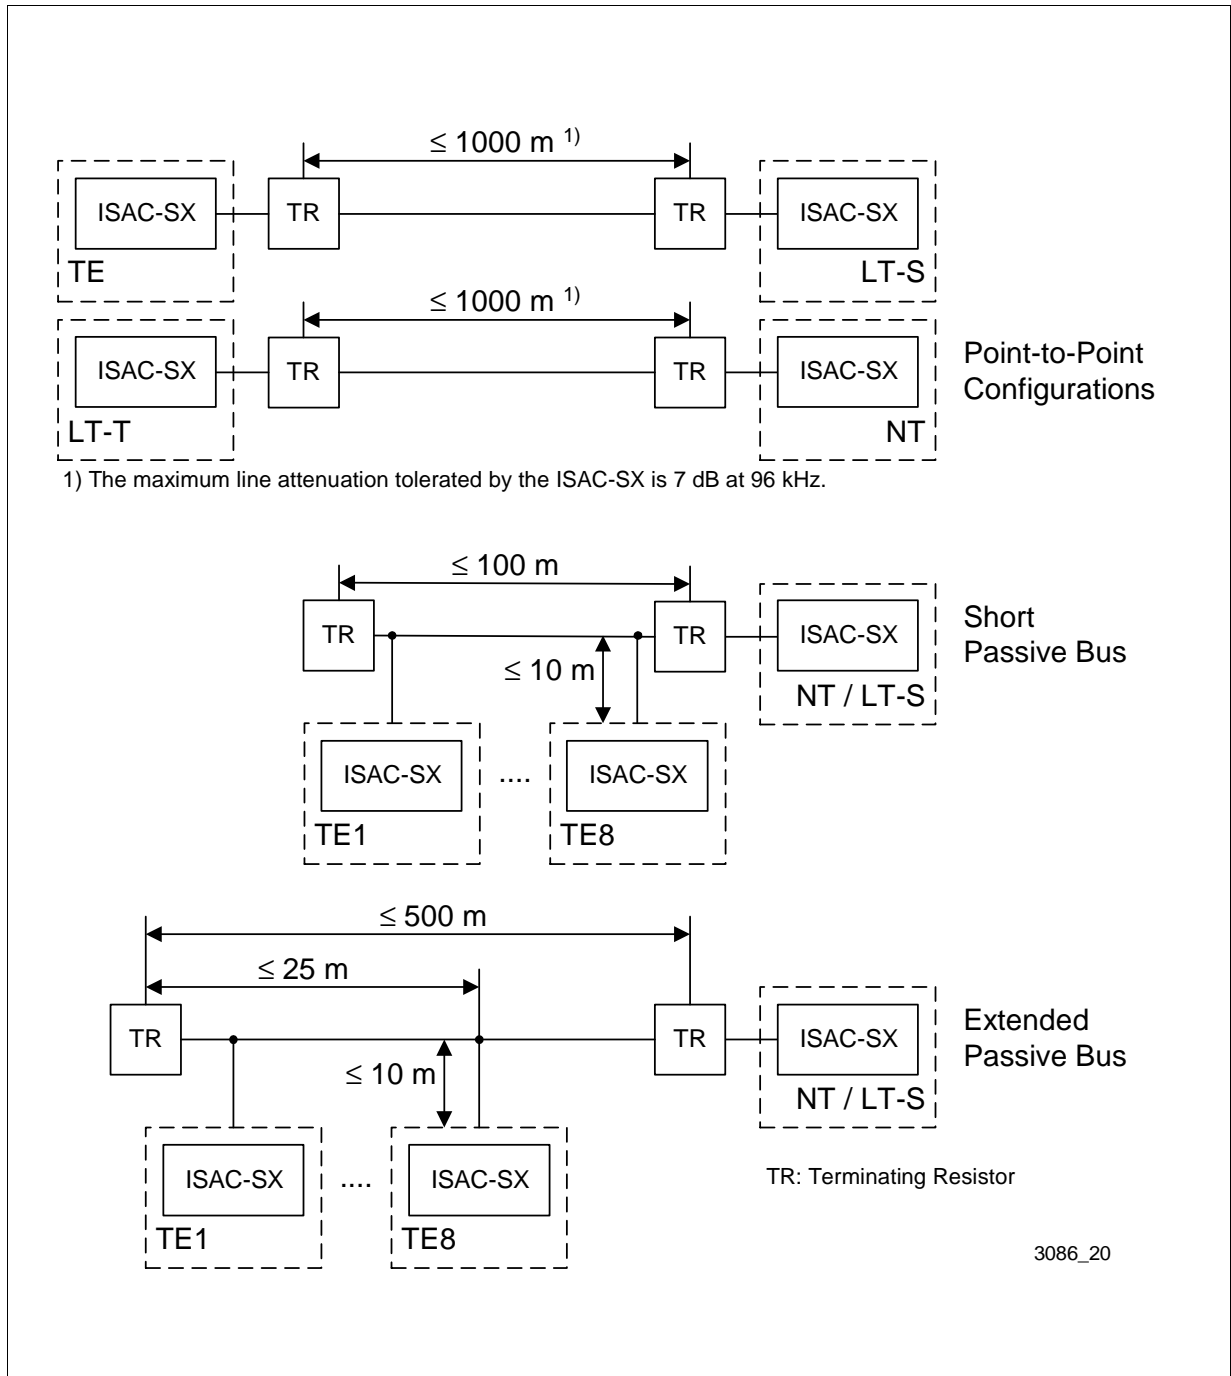 ≤ 1000 m 1)
ISAC-SX TR TR ISAC-SX
TE LT-S
≤ 1000 m 1)
ISAC-SX TR TR ISAC-SX
LT-T NT
Point-to-Point
Configurations
1) The maximum line attenuation tolerated by the ISAC-SX is 7 dB at 96 kHz.
≤ 100 m
TR TR ISAC-SX
≤ 10 m
NT / LT-S
Short
Passive Bus
ISAC-SX .... ISAC-SX
TE1 TE8
≤ 500 m
≤ 25 m
TR TR ISAC-SX
≤ 10 m
NT / LT-S
Extended
Passive Bus
ISAC-SX .... ISAC-SX
TE1 TE8
TR: Terminating Resistor
3086_20